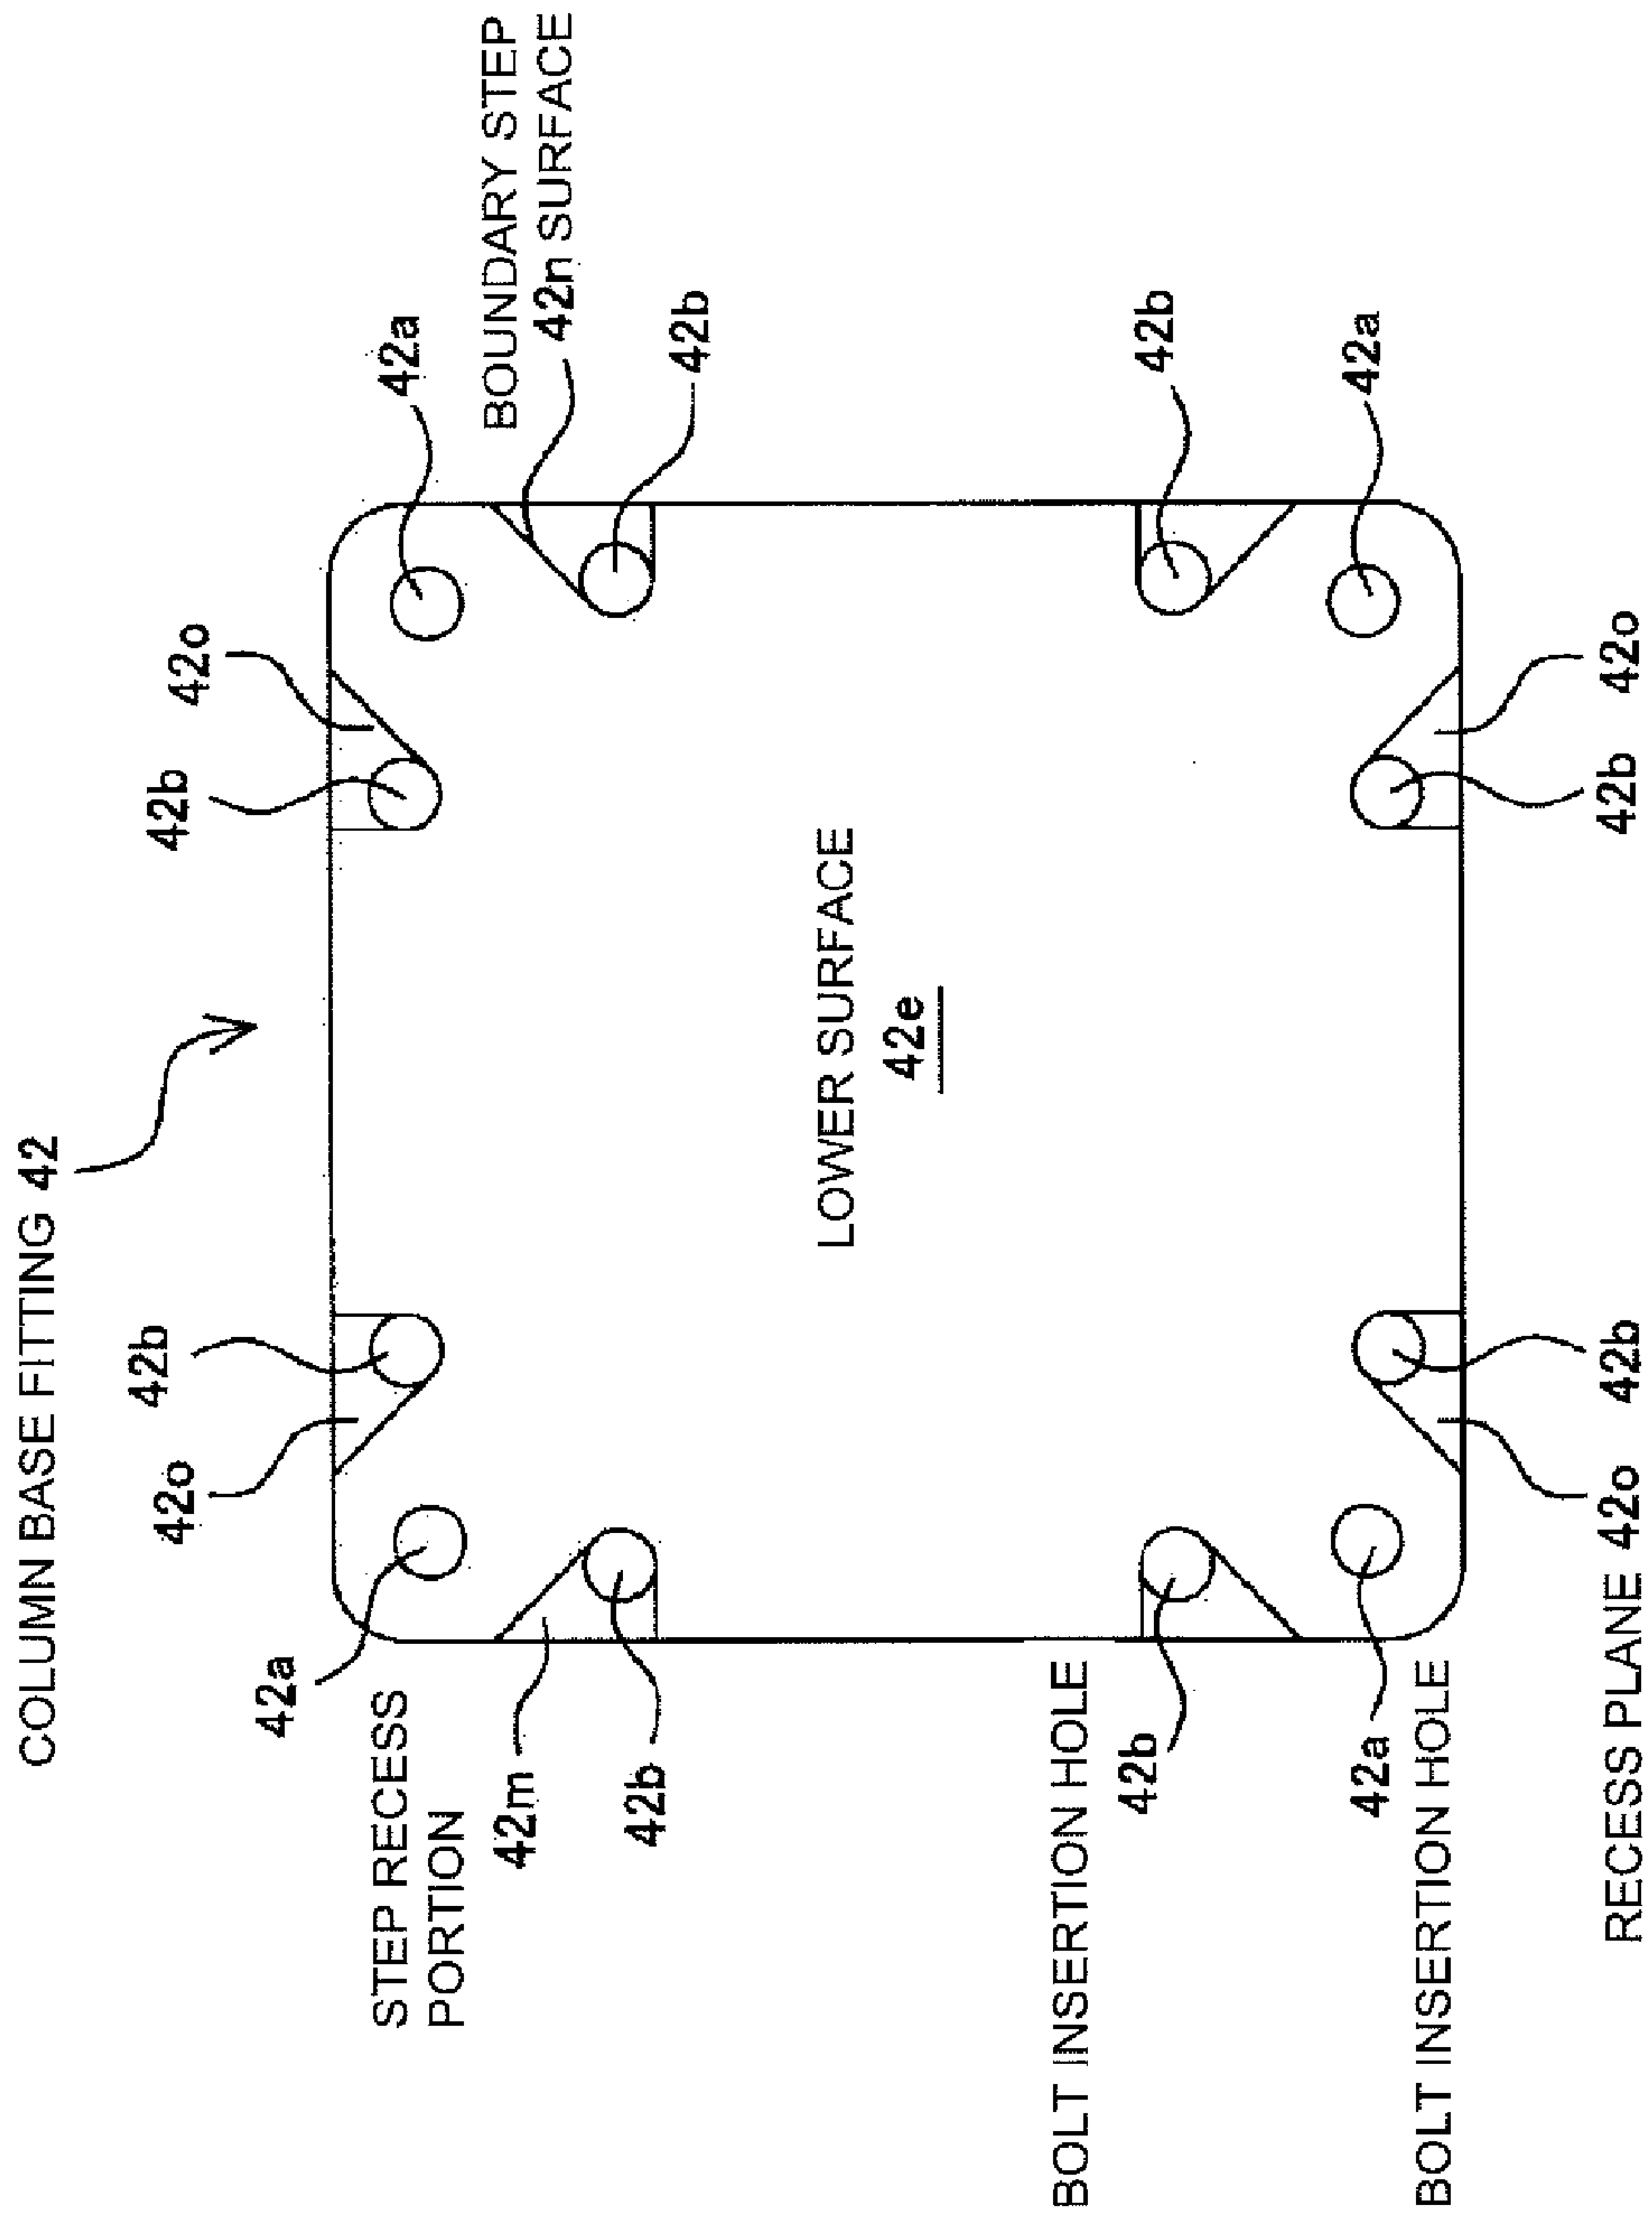 COLUMN BASE FITTING 42
42o
42b
42b
42o
42a
STEP RECESS
PORTION
42a
BOUNDARY STEP
42n SURFACE
42m
42b
42b
LOWER SURFACE
42e
BOLT INSERTION HOLE
42b
42b
42a
42a
BOLT INSERTION HOLE
RECESS PLANE 42o
42b
42b
42o